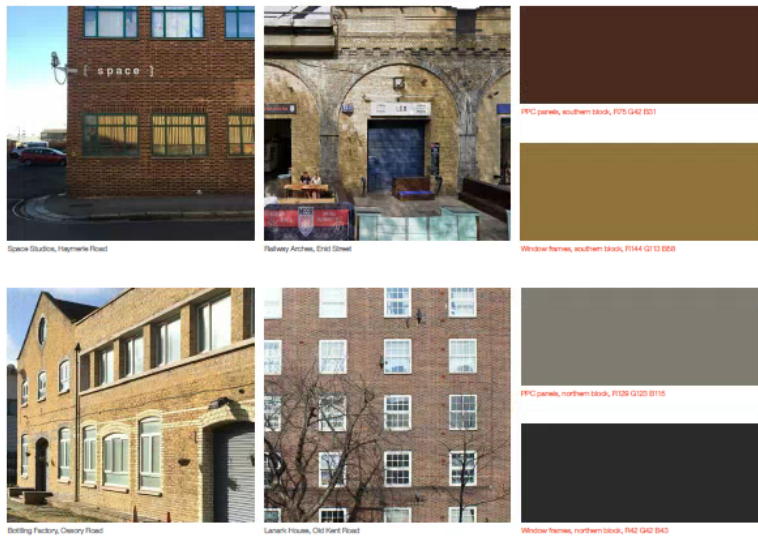 [ space ]
PPC panels, southern block, R75 G42 B31
Space Studios, Haymerle Road
Railway Arches, Enid Street
Window frames, southern block, R144 G113 B58
PPC panels, northern block, R129 G123 B115
Bottling Factory, Ossory Road
Lanark House, Old Kent Road
Window frames, northern block, R42 G42 B43